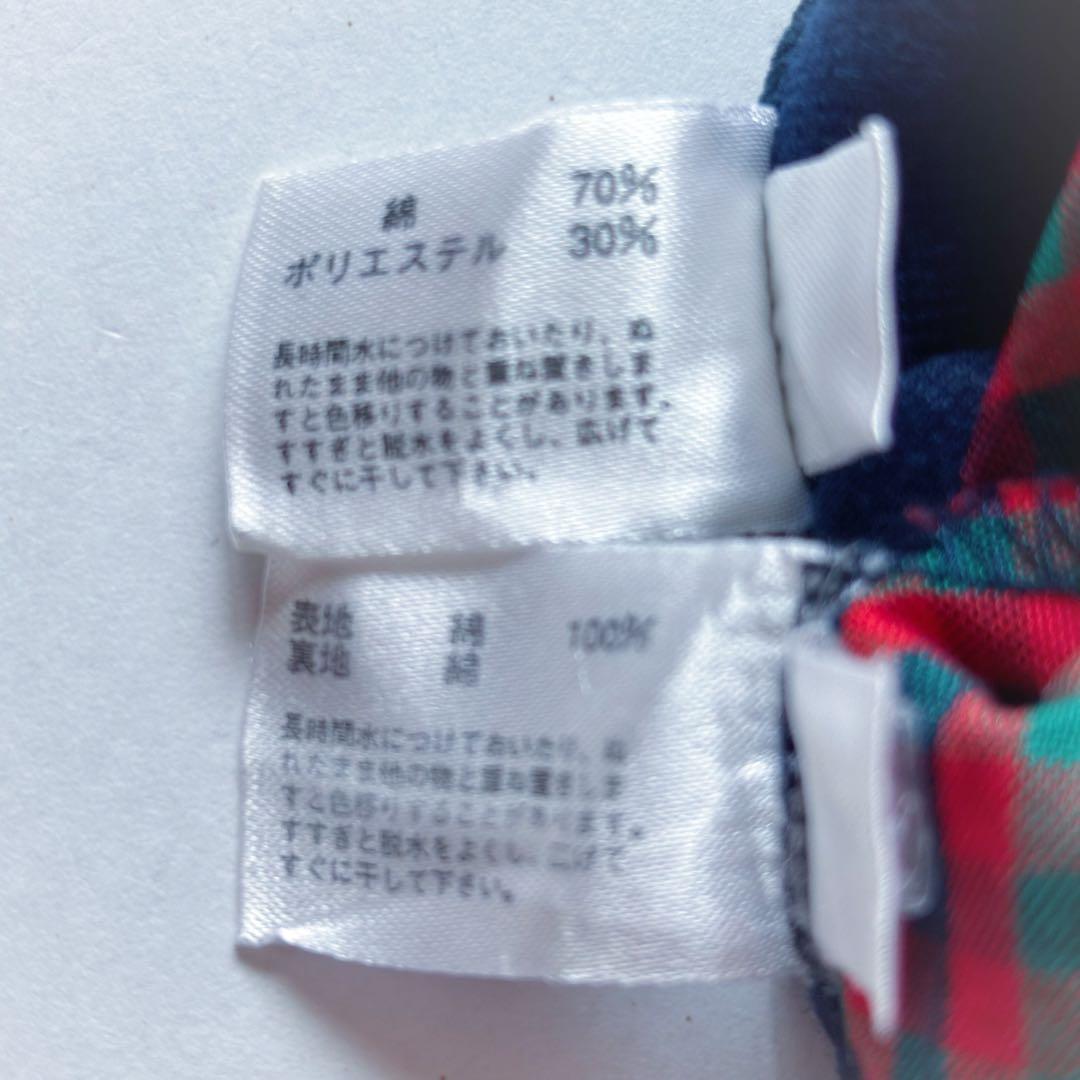 綿 70%
ポリエステル 30%
長時間水につけておいたり、ぬ
れたまま他の物と重ね置きしま
すと色移りすることがあります。
すすぎと脱水をよくし、広げて
すぐに干して下さい。
表地 綿 100%
裏地 綿
長時間水につけておいたり、ぬ
れたまま他の物と重ね置きしま
すと色移りすることがあります。
すすぎと脱水をよくし、こげて
すぐに干して下さい。